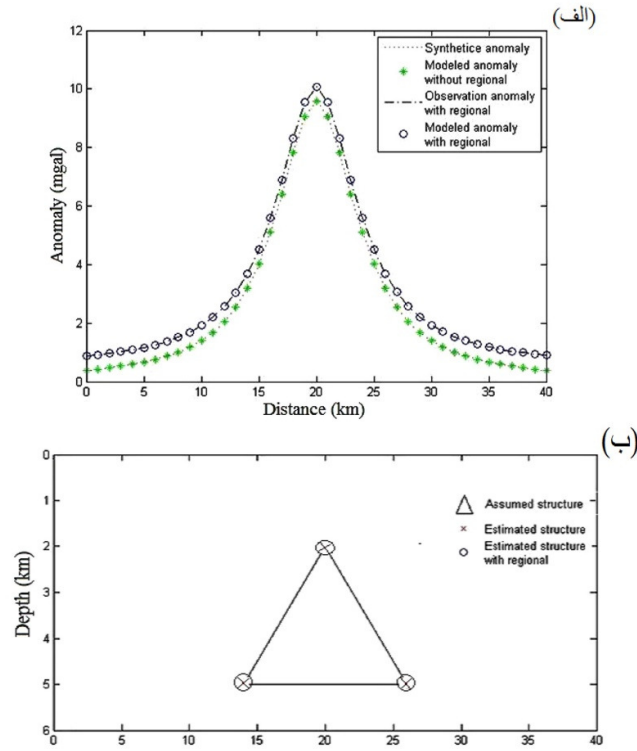 (الف)
12
10
8
6
4
2
0
Anomaly (mgal)
Synthetice anomaly
Modeled anomaly
without regional
Observation anomaly
with regional
Modeled anomaly
with regional
0 5 10 15 20 25 30 35 40
Distance (km)
(ب)
0
1
2
3
4
5
6
Depth (km)
Assumed structure
Estimated structure
Estimated structure
with regional
0 5 10 15 20 25 30 35 40